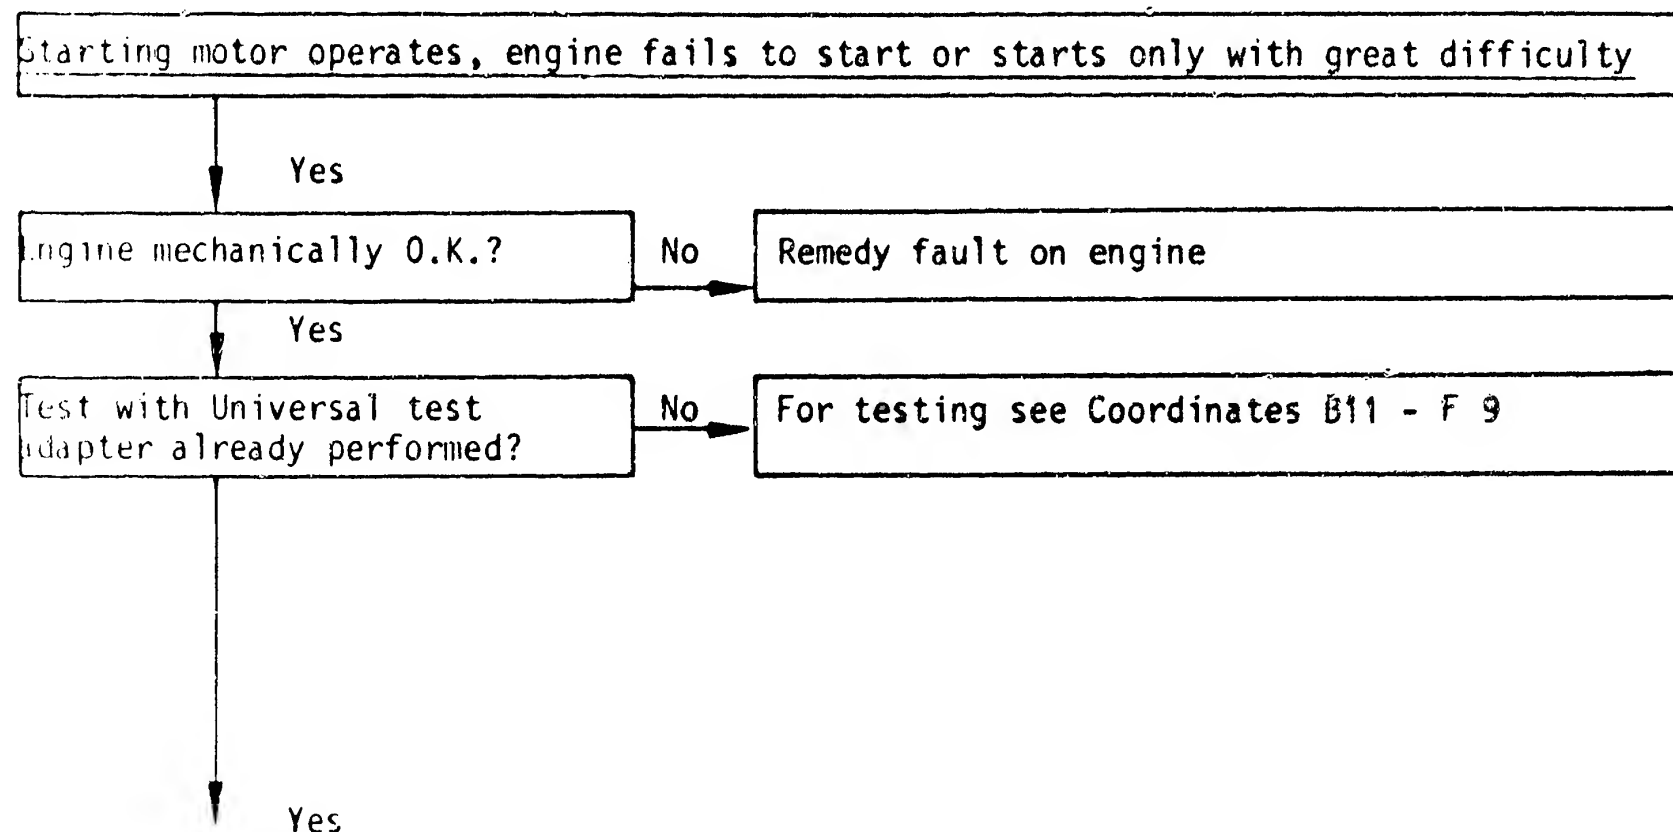 Starting motor operates, engine fails to start or starts only with great difficulty
Yes
Engine mechanically O.K.?
No
Remedy fault on engine
Yes
Test with Universal test
adapter already performed?
No
For testing see Coordinates B11 - F 9
Yes